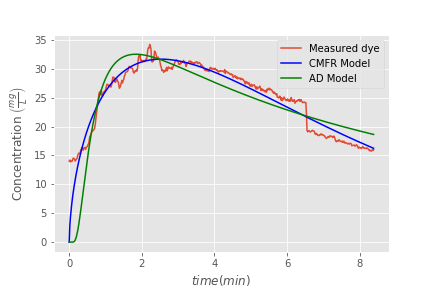 35
30
25
20
15
10
5
0
Concentration (mg/L)
Measured dye
CMFR Model
AD Model
0 2 4 6 8
time(min)